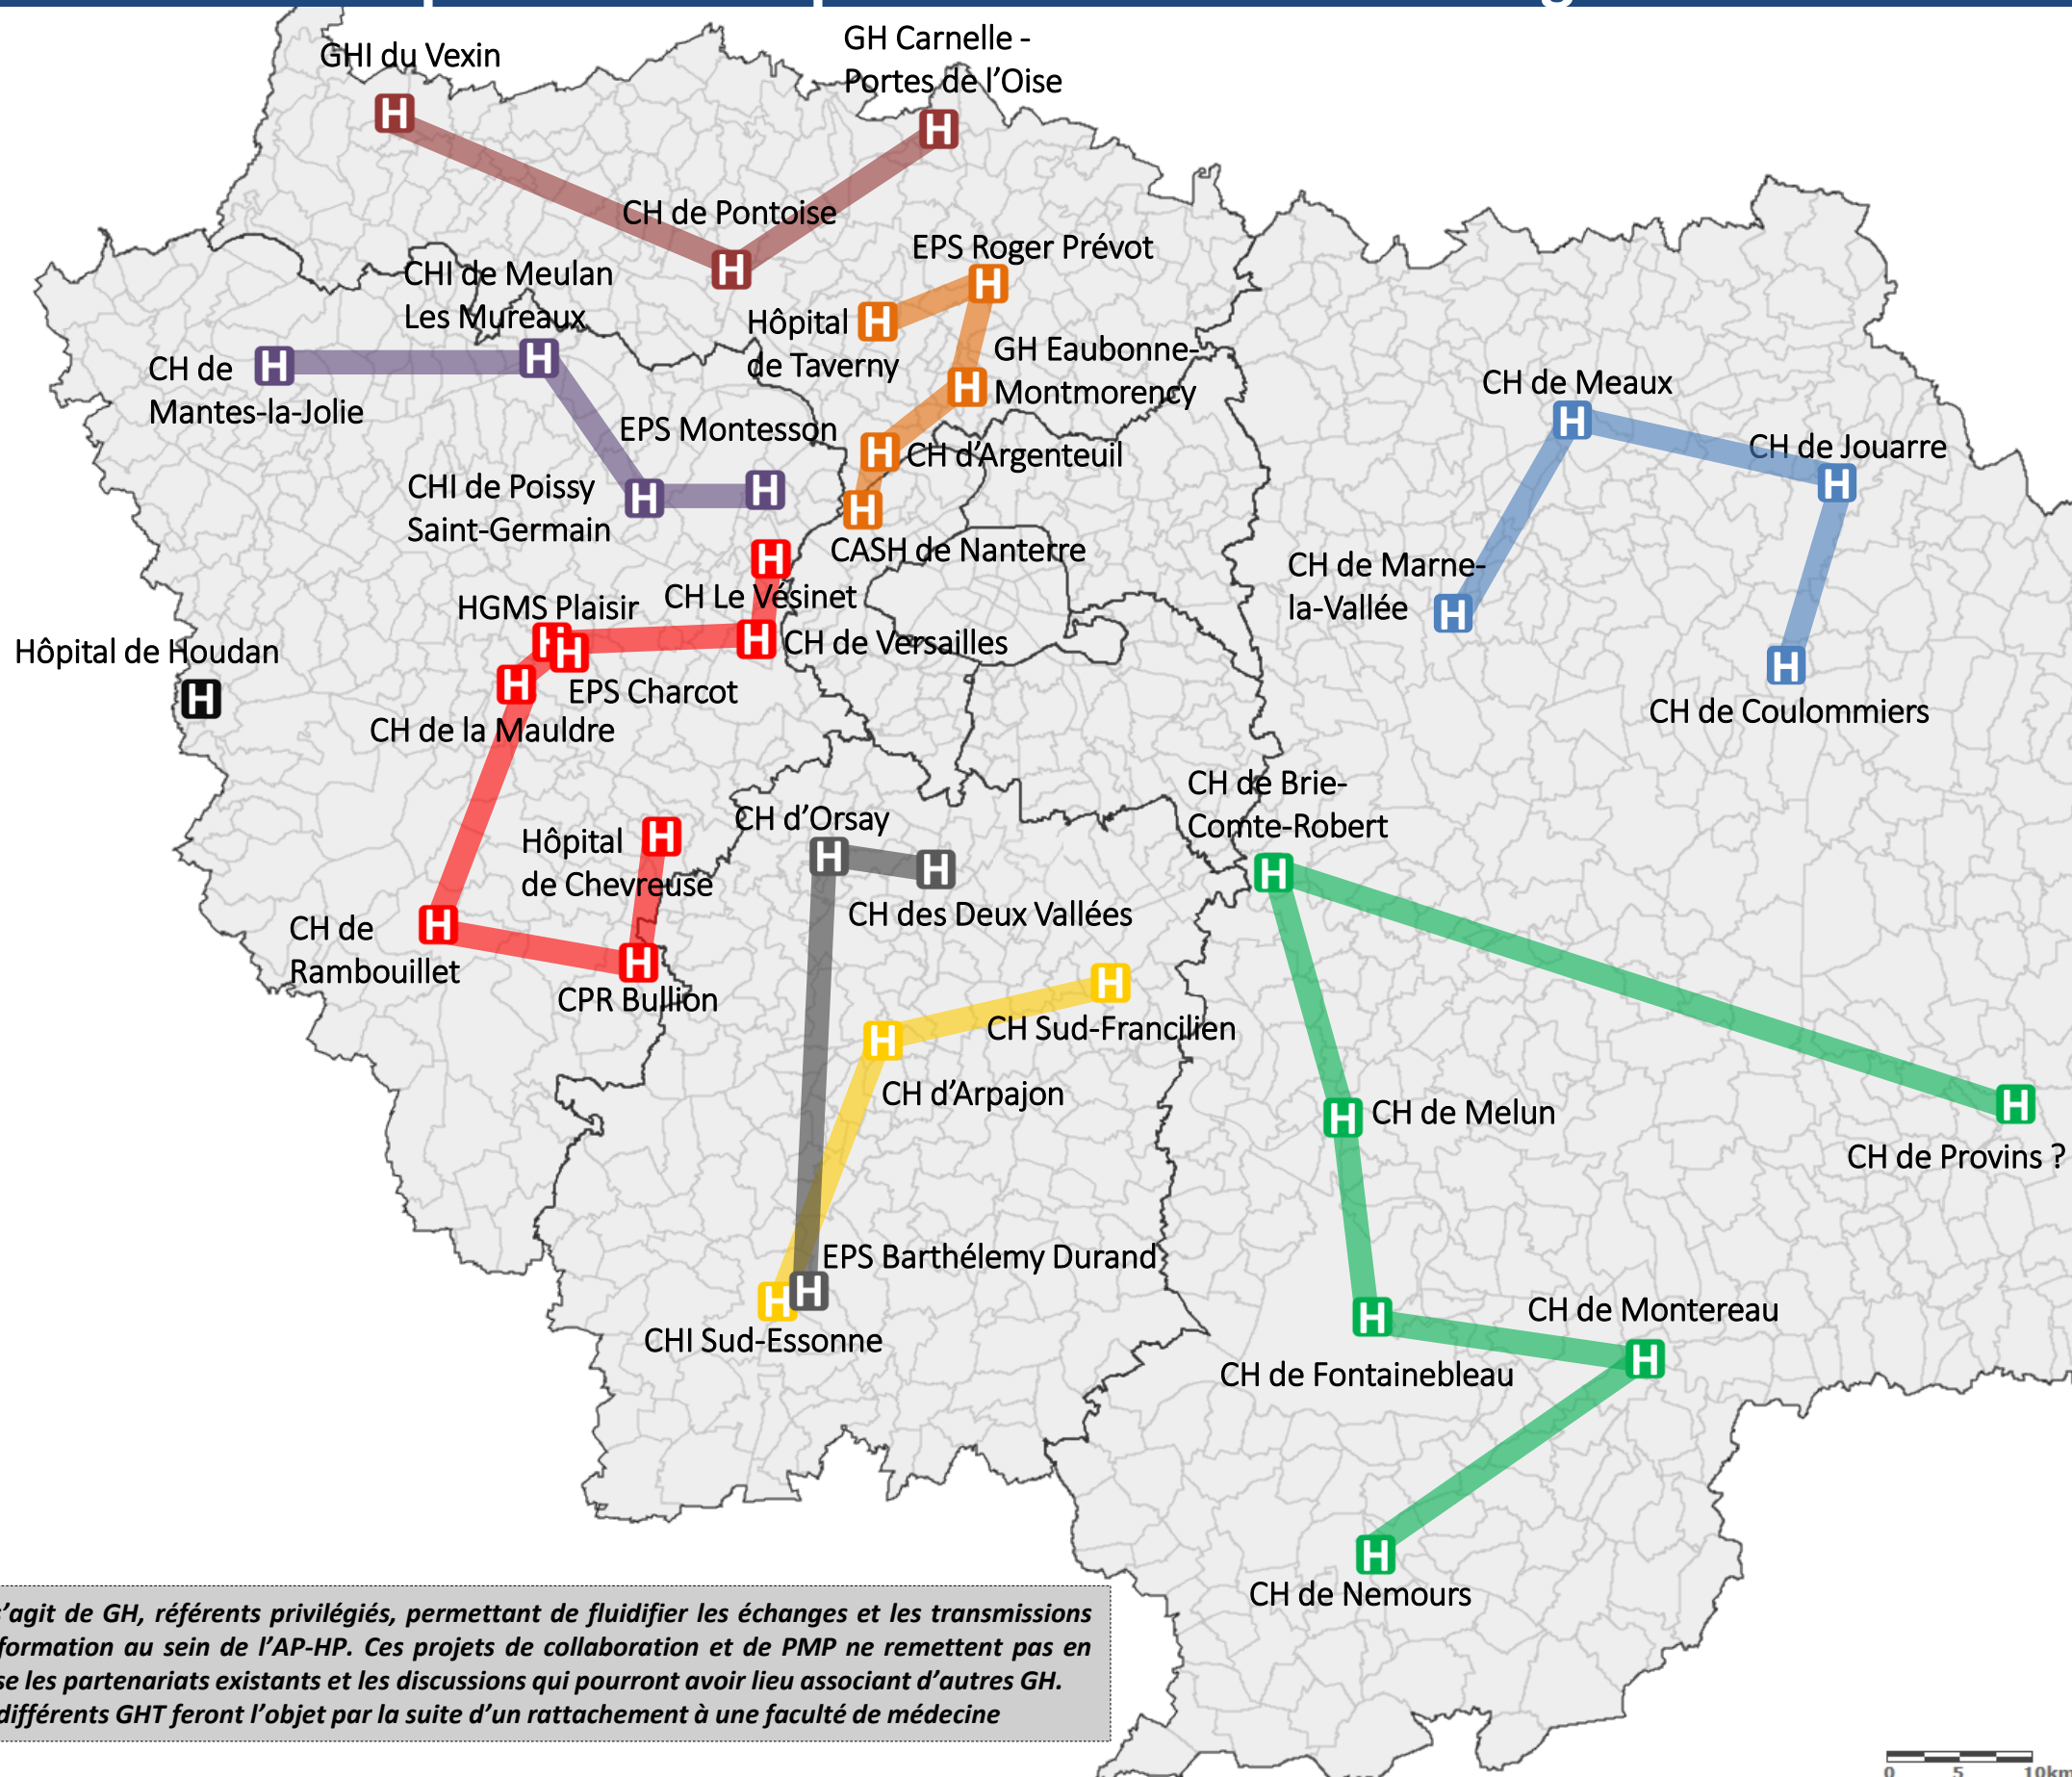 GHI du Vexin
GH Carnelle -
Portes de l’Oise
H
H
CH de Pontoise
H
EPS Roger Prévot
H
CHI de Meulan
Les Mureaux
H
Hôpital
de Taverny
H
CH de
Mantes-la-Jolie
H
H
GH Eaubonne-
Montmorency
H
CH d’Argenteuil
H
CASH de Nanterre
EPS Montesson
H
CHI de Poissy
Saint-Germain
H
CH de Meaux
H
CH de Jouarre
H
CH de Marne-
la-Vallée
H
H
CH de Coulommiers
H
CH Le Vésinet
HGMS Plaisir
H
H
EPS Charcot
H
CH de Versailles
Hôpital de Houdan
H
H
CH de la Mauldre
Hôpital
de Chevreuse
H
CH de
Rambouillet
H
H
CPR Bullion
CH d’Orsay
H
H
CH des Deux Vallées
H
CH Sud-Francilien
H
CH d’Arpajon
EPS Barthélemy Durand
H
H
CHI Sud-Essonne
CH de Brie-
Comte-Robert
H
H
CH de Melun
H
CH de Provins ?
H
CH de Fontainebleau
CH de Montereau
H
H
CH de Nemours
s’agit de GH, référents privilégiés, permettant de fluidifier les échanges et les transmissions
formation au sein de l’AP-HP. Ces projets de collaboration et de PMP ne remettent pas en
se les partenariats existants et les discussions qui pourront avoir lieu associant d’autres GH.
différents GHT feront l’objet par la suite d’un rattachement à une faculté de médecine
0 5 10km